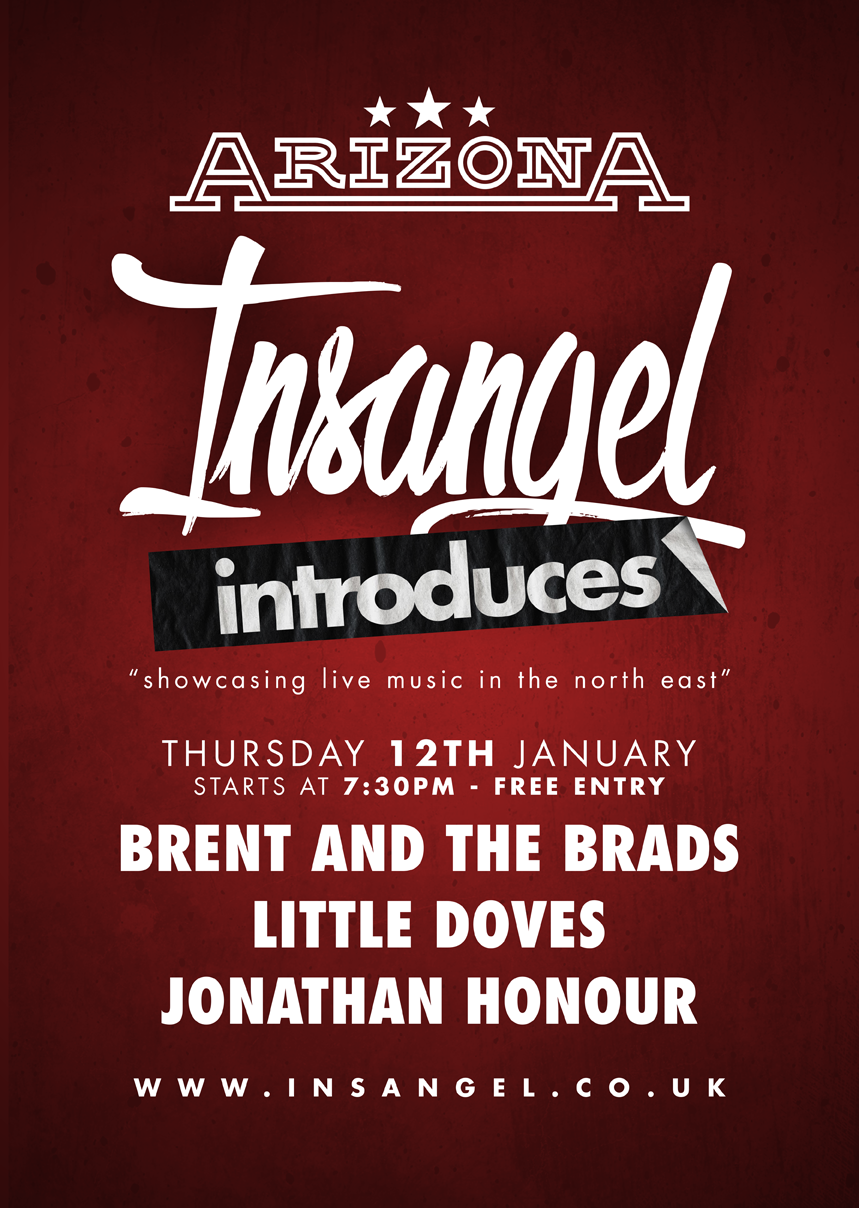 ARIZONA
Insangel
introduces
“showcasing live music in the north east”
THURSDAY 12TH JANUARY
STARTS AT 7:30PM - FREE ENTRY
BRENT AND THE BRADS
LITTLE DOVES
JONATHAN HONOUR
WWW.INSANGEL.CO.UK